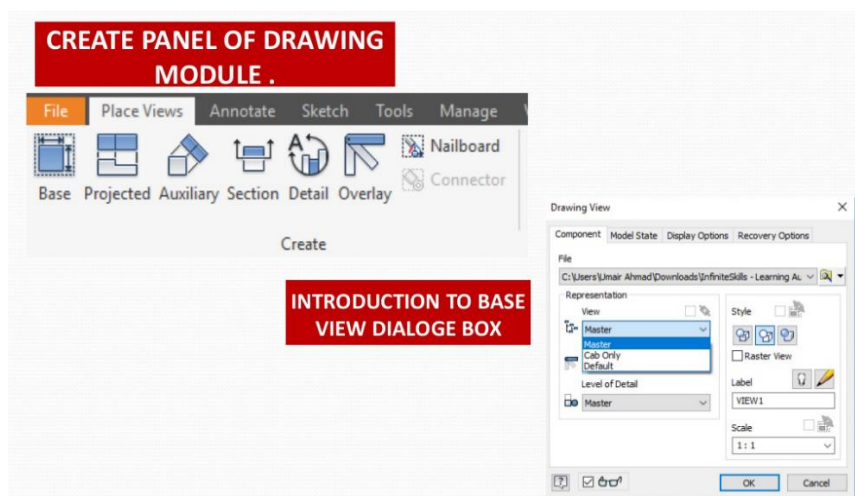 CREATE PANEL OF DRAWING
MODULE .
File Place Views Annotate Sketch Tools Manage
Base Projected Auxiliary Section Detail Overlay
Nailboard
Connector
Create
INTRODUCTION TO BASE
VIEW DIALOGE BOX
Drawing View
Component Model State Display Options Recovery Options
File
C:\Users\Umair Ahmad\Downloads\InfiniteSkills - Learning Au
Representation
View
Master
Master
Cab Only
Default
Level of Detail
Master
Style
Raster View
Label
VIEW1
Scale
1 : 1
OK Cancel